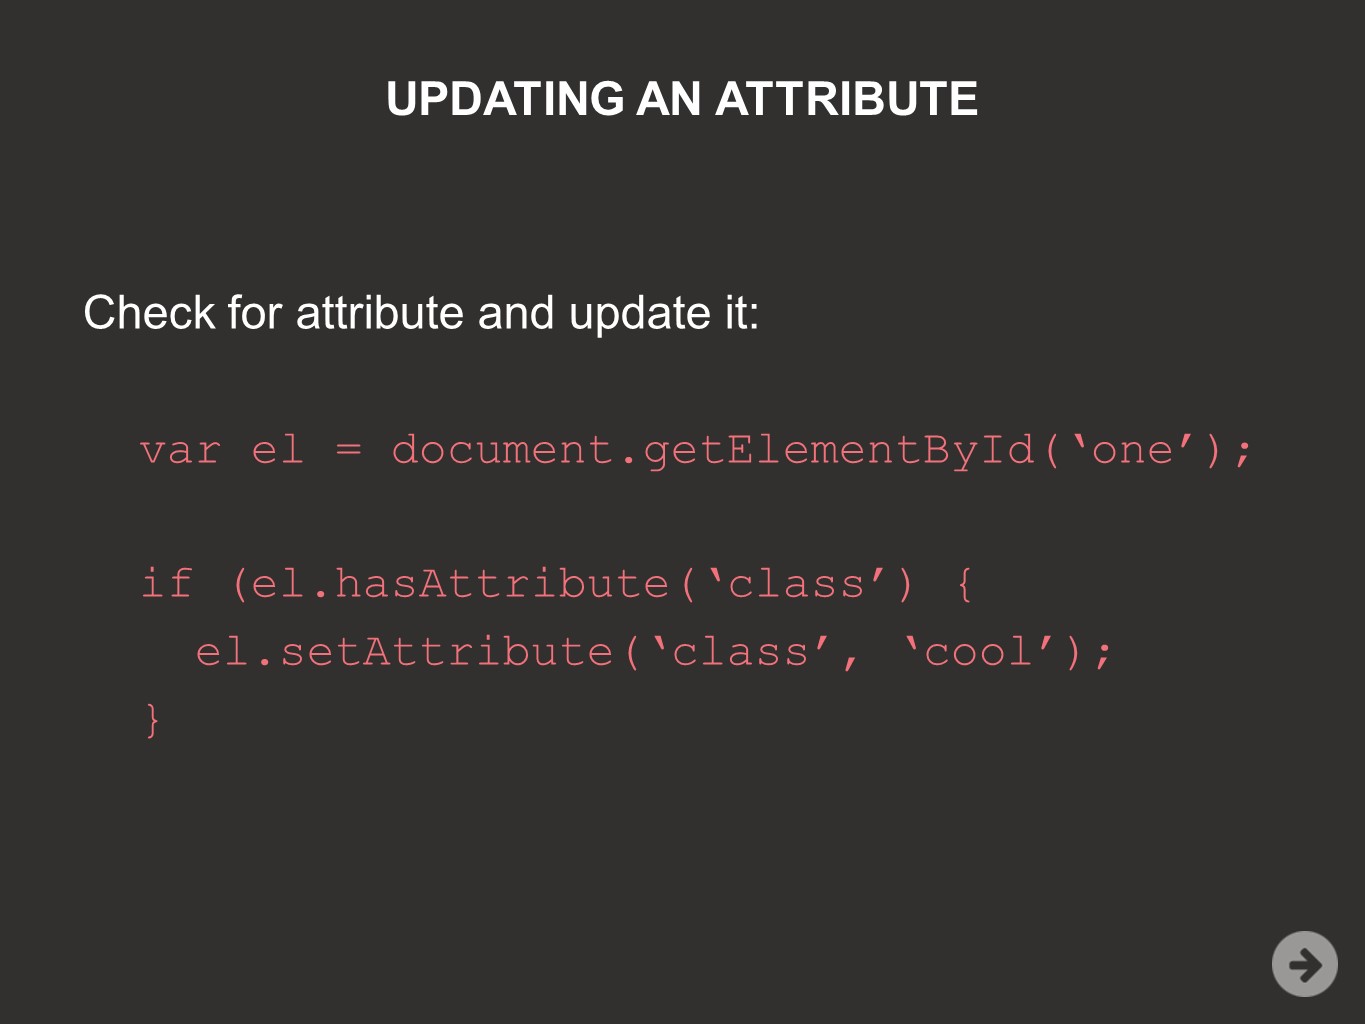 UPDATING AN ATTRIBUTE
Check for attribute and update it:
var el = document.getElementById(‘one’);
if (el.hasAttribute(‘class’) {
el.setAttribute(‘class’, ‘cool’);
}